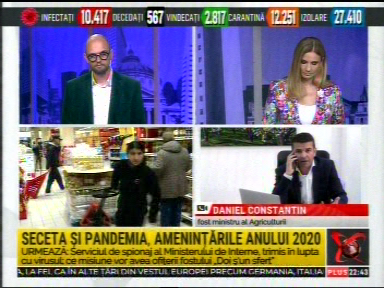 INFECTAȚI 10.417 DECEDAȚI 567 VINDECAȚI 2.817 CARANTINĂ 12.251 IZOLARE 27.410
DANIEL CONSTANTIN
fost ministru al Agriculturii
SECETA ȘI PANDEMIA, AMENINȚĂRILE ANULUI 2020
URMEAZĂ: Serviciul de spionaj al Ministerului de Interne, trimis în lupta
cu virusul; ce misiune vor avea ofițerii fostului „Doi ș'un sfert”
LA FEL CA ÎN ALTE ȚĂRI DIN VESTUL EUROPEI PRECUM GERMANIA,
PLUS 22:43